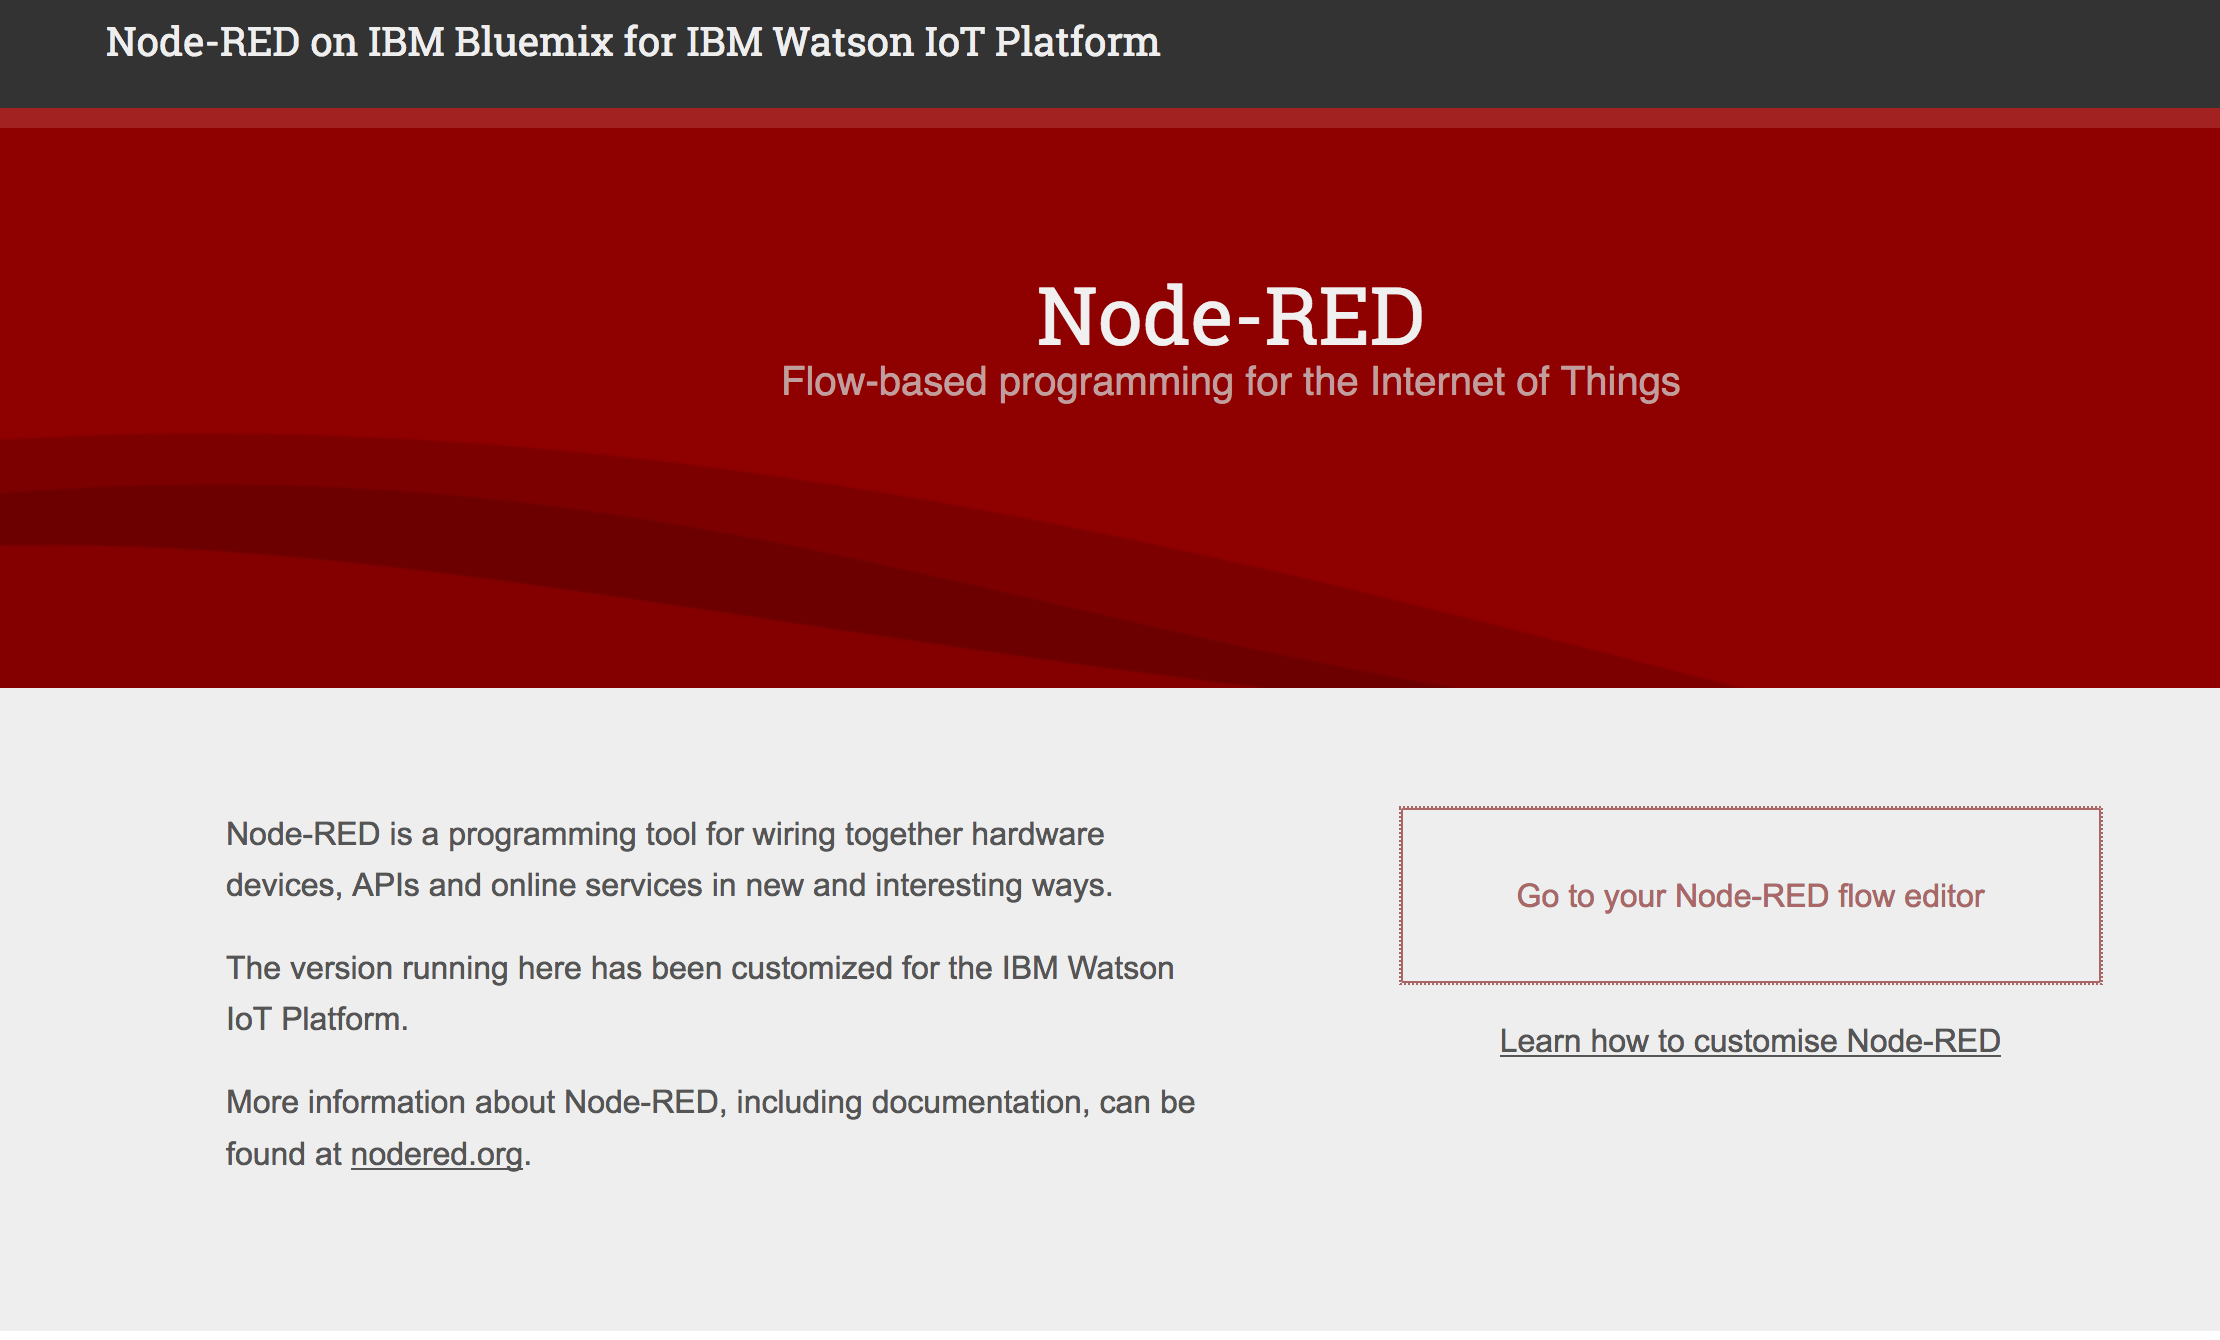 Node-RED on IBM Bluemix for IBM Watson IoT Platform
Node-RED
Flow-based programming for the Internet of Things
Node-RED is a programming tool for wiring together hardware
devices, APIs and online services in new and interesting ways.
The version running here has been customized for the IBM Watson
IoT Platform.
More information about Node-RED, including documentation, can be
found at nodered.org.
Go to your Node-RED flow editor
Learn how to customise Node-RED